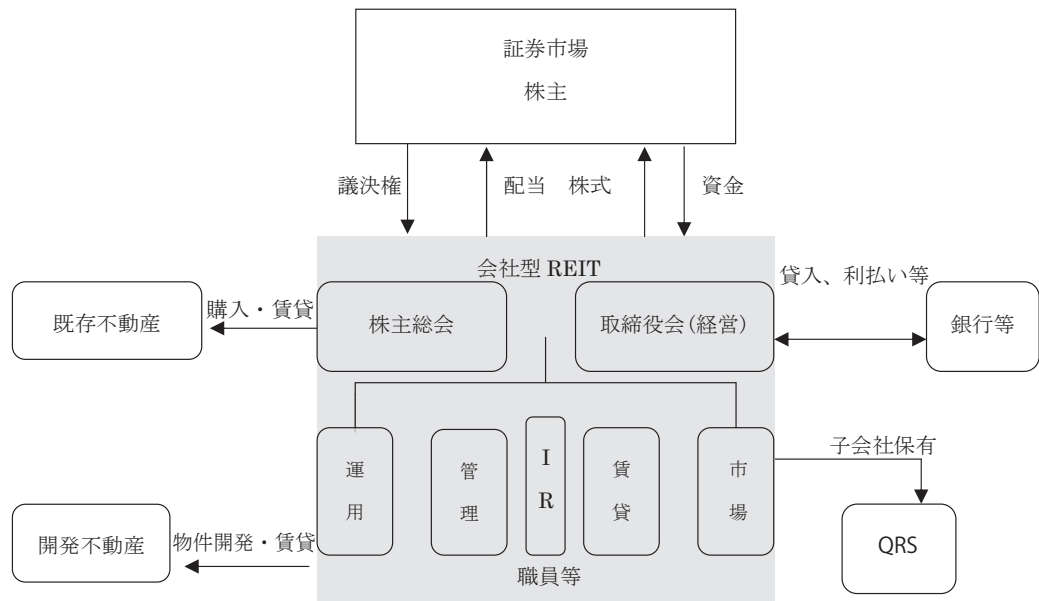 証券市場
株主
議決権
配当
株式
資金
会社型 REIT
貸入、利払い等
既存不動産
購入・賃貸
株主総会
取締役会(経営)
銀行等
運用
管理
IR
賃貸
市場
子会社保有
開発不動産
物件開発・賃貸
QRS
職員等